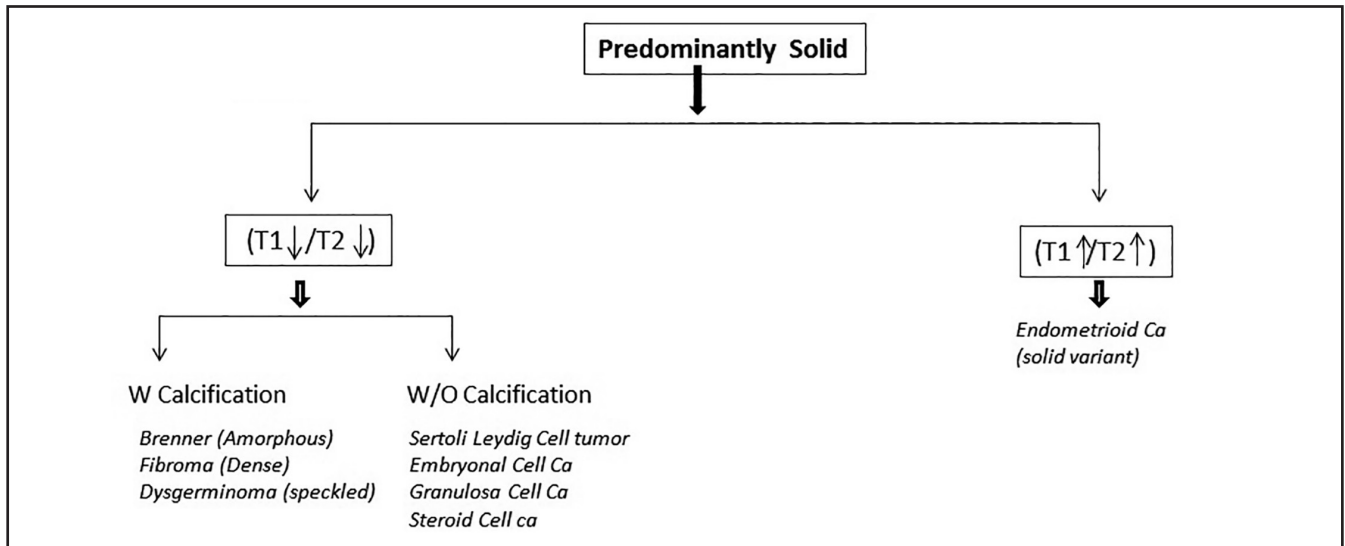 Predominantly Solid
(T1↓/T2 ↓)
(T1↑/T2↑)
Endometrioid Ca
(solid variant)
W Calcification
Brenner (Amorphous)
Fibroma (Dense)
Dysgerminoma (speckled)
W/O Calcification
Sertoli Leydig Cell tumor
Embryonal Cell Ca
Granulosa Cell Ca
Steroid Cell ca